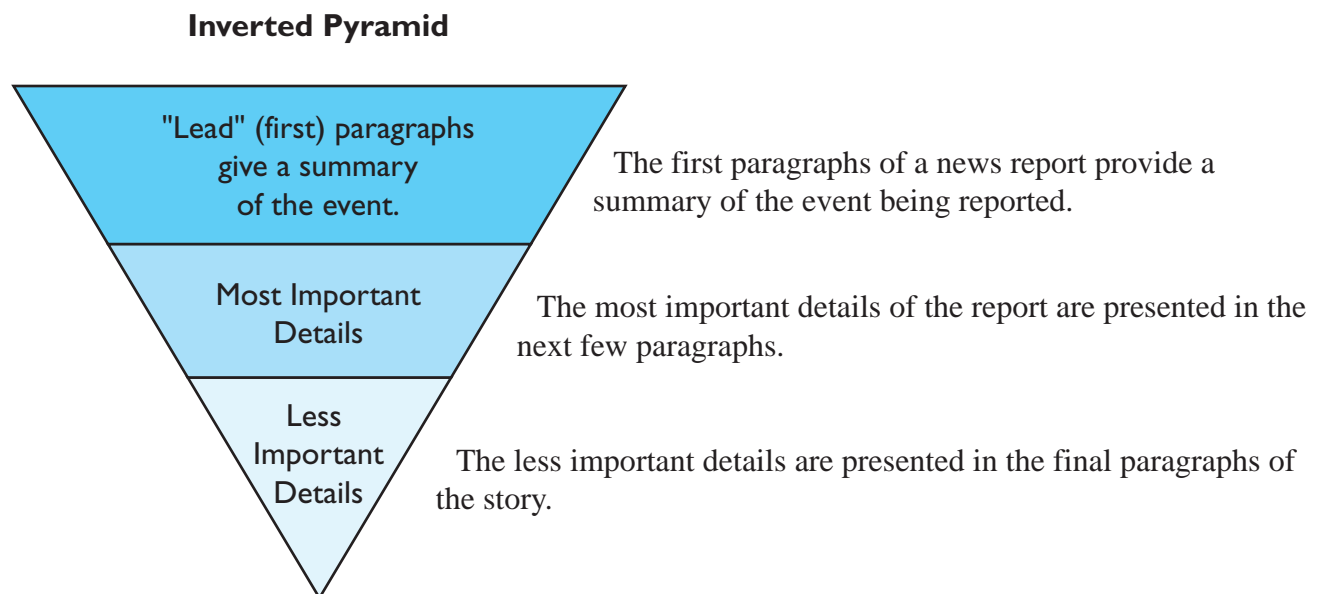 Inverted Pyramid
"Lead" (first) paragraphs
give a summary
of the event.
The first paragraphs of a news report provide a
summary of the event being reported.
Most Important
Details
The most important details of the report are presented in the
next few paragraphs.
Less
Important
Details
The less important details are presented in the final paragraphs of
the story.